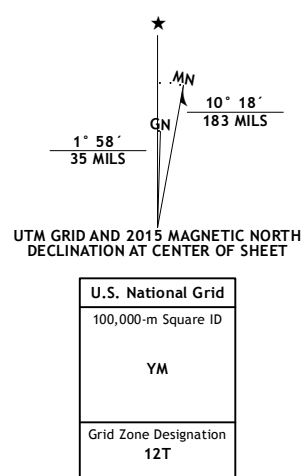 MN
10° 18´
183 MILS
GN
1° 58´
35 MILS
UTM GRID AND 2015 MAGNETIC NORTH
DECLINATION AT CENTER OF SHEET
U.S. National Grid
100,000-m Square ID
YM
Grid Zone Designation
12T